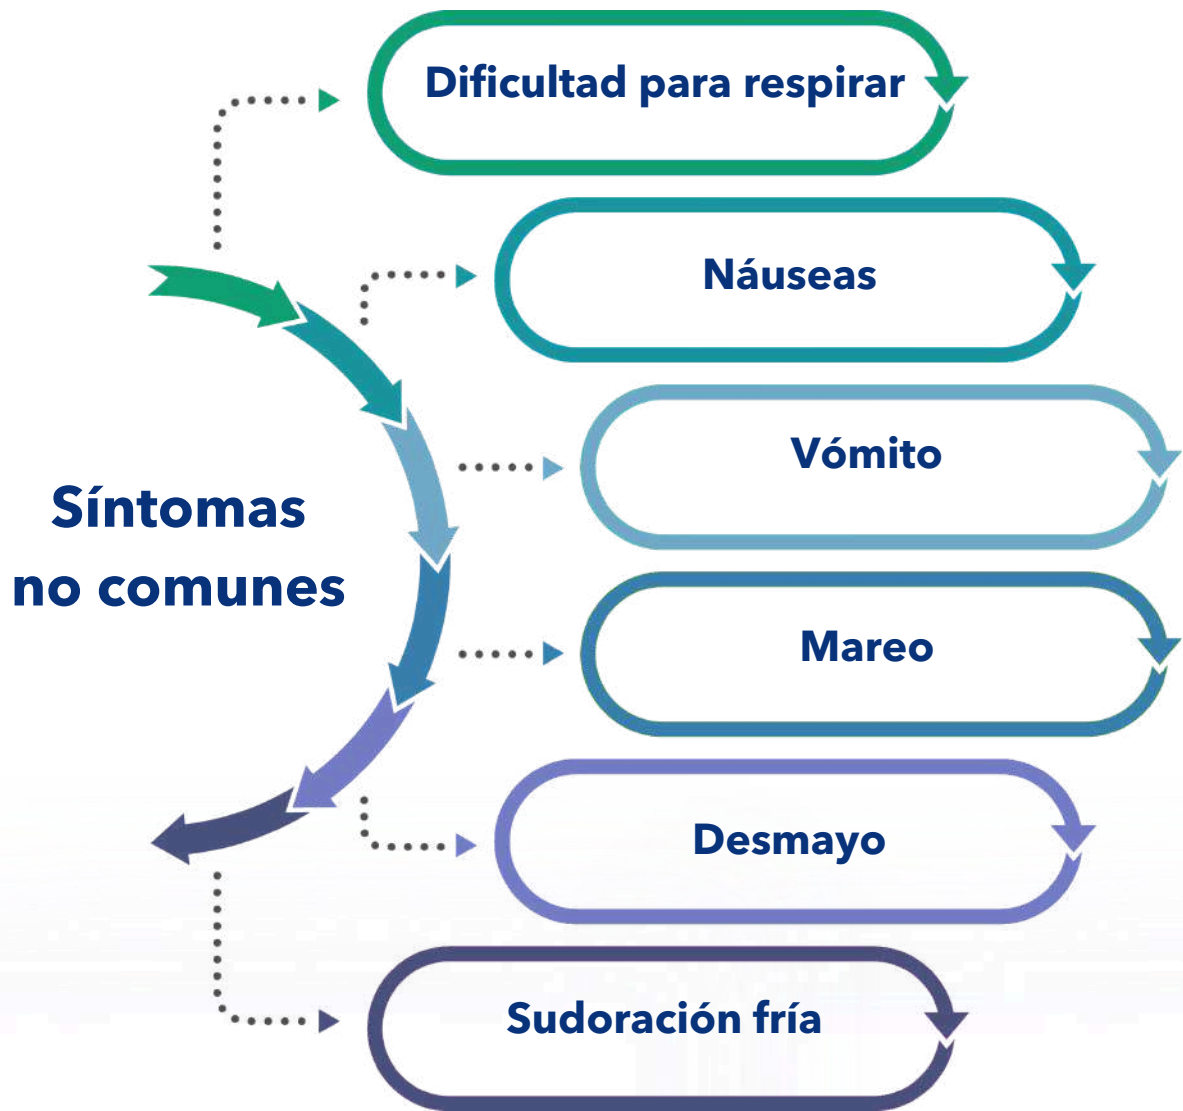 Dificultad para respirar
Náuseas
Vómito
Síntomas
no comunes
Mareo
Desmayo
Sudoración fría